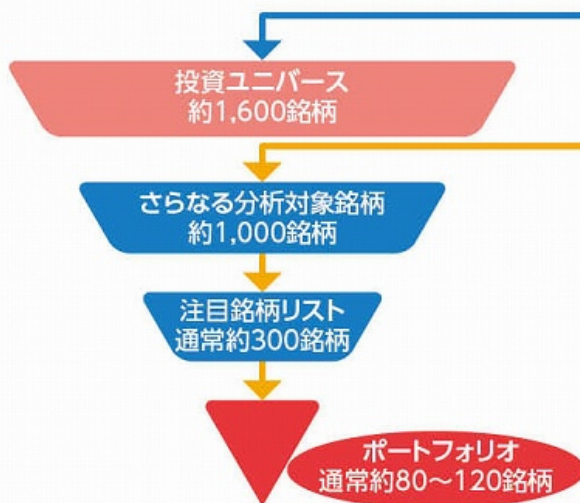 投資ユニバース
約1,600銘柄
さらなる分析対象銘柄
約1,000銘柄
注目銘柄リスト
通常約300銘柄
ポートフォリオ
通常約80～120銘柄